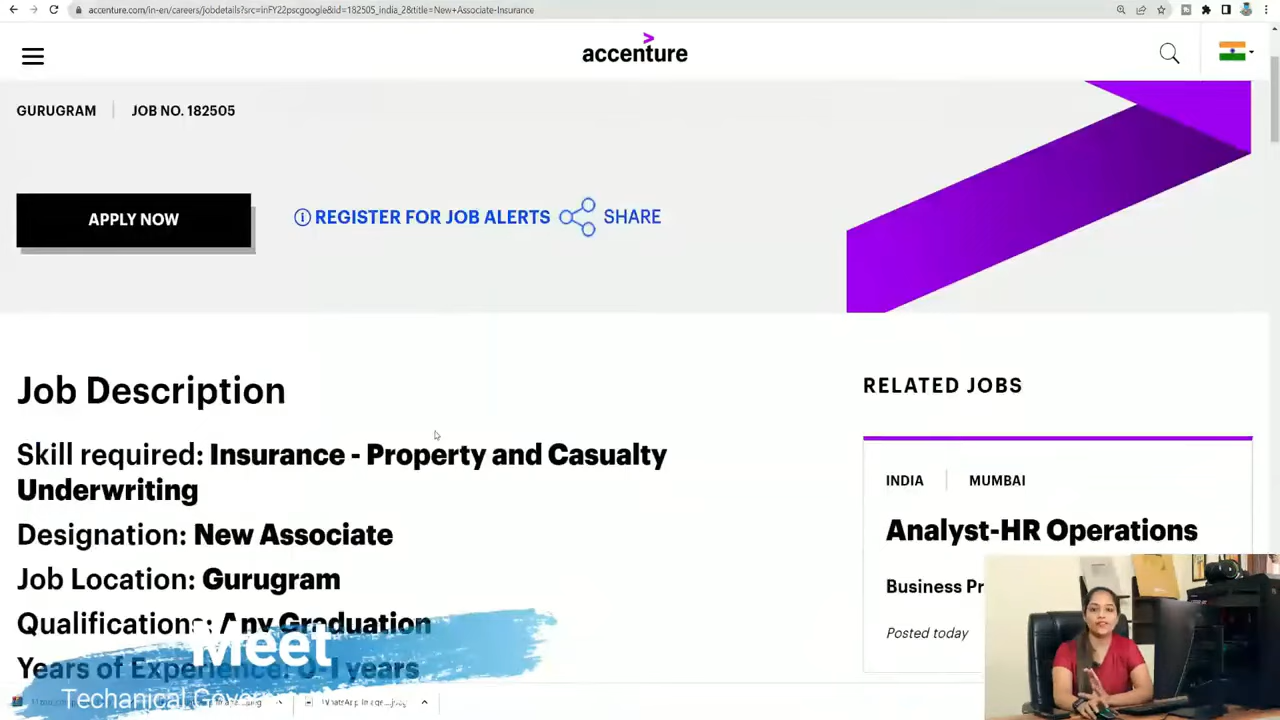 accenture.com/in-en/careers/jobdetails?src=inFY22pscgoogle&id=182505_india_2&title=New+Associate-Insurance
accenture
GURUGRAM
JOB NO. 182505
APPLY NOW
REGISTER FOR JOB ALERTS
SHARE
Job Description
Skill required: Insurance - Property and Casualty
Underwriting
Designation: New Associate
Job Location: Gurugram
Qualifications: Any Graduation
Years of Experience: 0-1 years
RELATED JOBS
INDIA
MUMBAI
Analyst-HR Operations
Business Pr
Posted today
Meet
Techanical